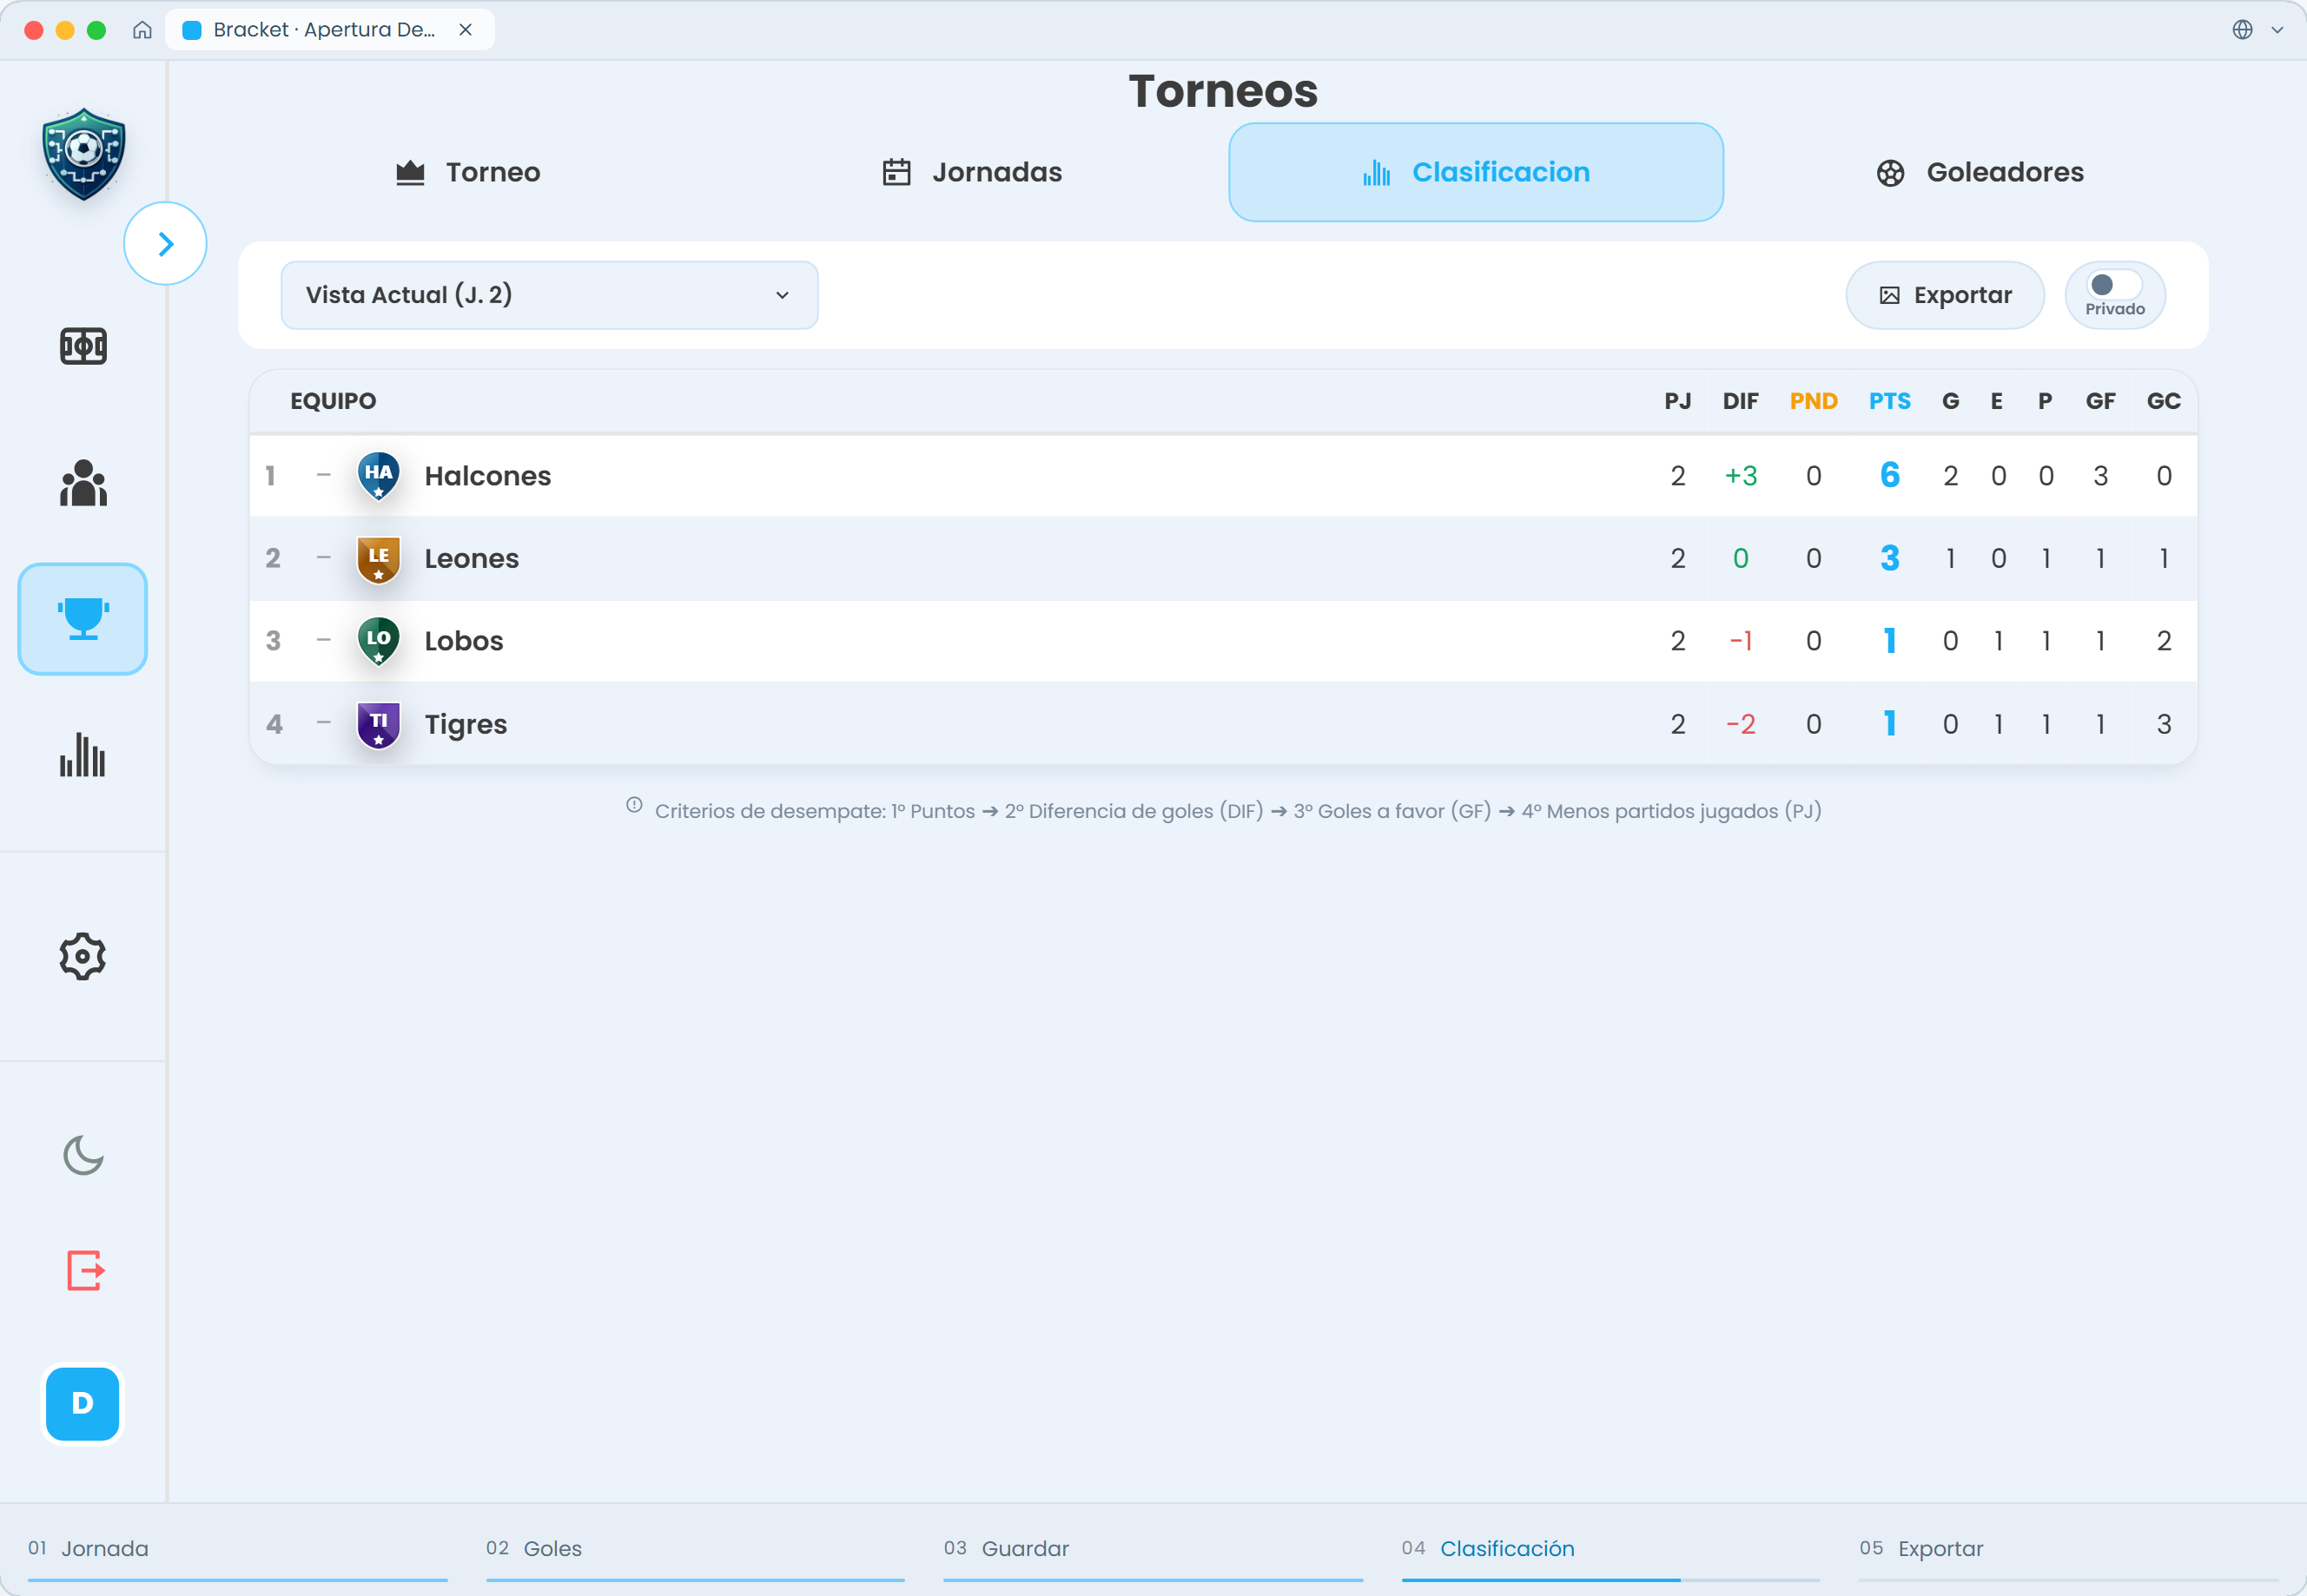 Bracket · Apertura De...
Torneos
Torneo
Jornadas
Clasificacion
Goleadores
Vista Actual (J. 2)
Exportar
Privado
EQUIPO PJ DIF PND PTS G E P GF GC
1 – HA Halcones 2 +3 0 6 2 0 0 3 0
2 – LE Leones 2 0 0 3 1 0 1 1 1
3 – LO Lobos 2 -1 0 1 0 1 1 1 2
4 – TI Tigres 2 -2 0 1 0 1 1 1 3
Criterios de desempate: 1º Puntos ➔ 2º Diferencia de goles (DIF) ➔ 3º Goles a favor (GF) ➔ 4º Menos partidos jugados (PJ)
D
01 Jornada
02 Goles
03 Guardar
04 Clasificación
05 Exportar